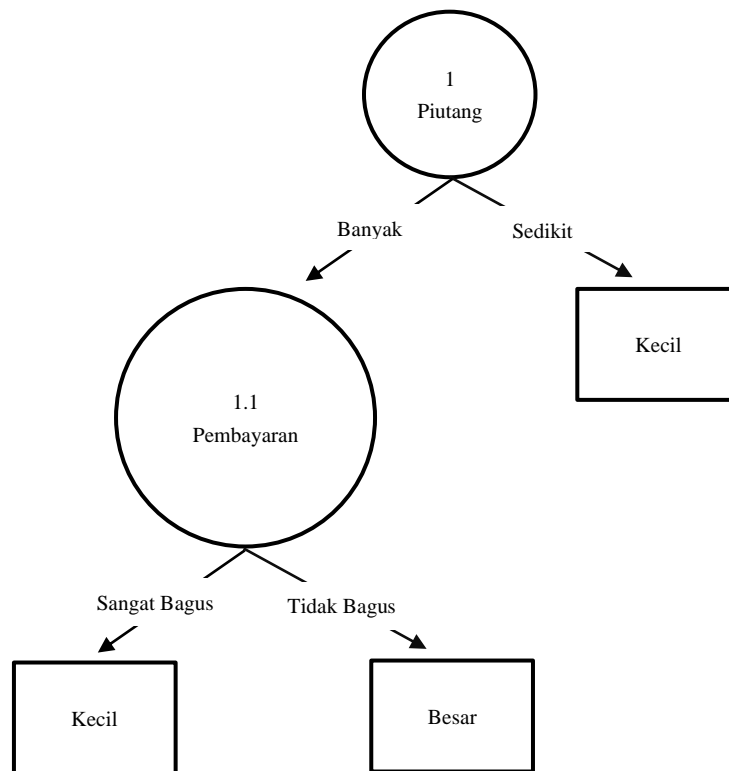 1
Piutang
Banyak
Sedikit
Kecil
1.1
Pembayaran
Sangat Bagus
Tidak Bagus
Kecil
Besar